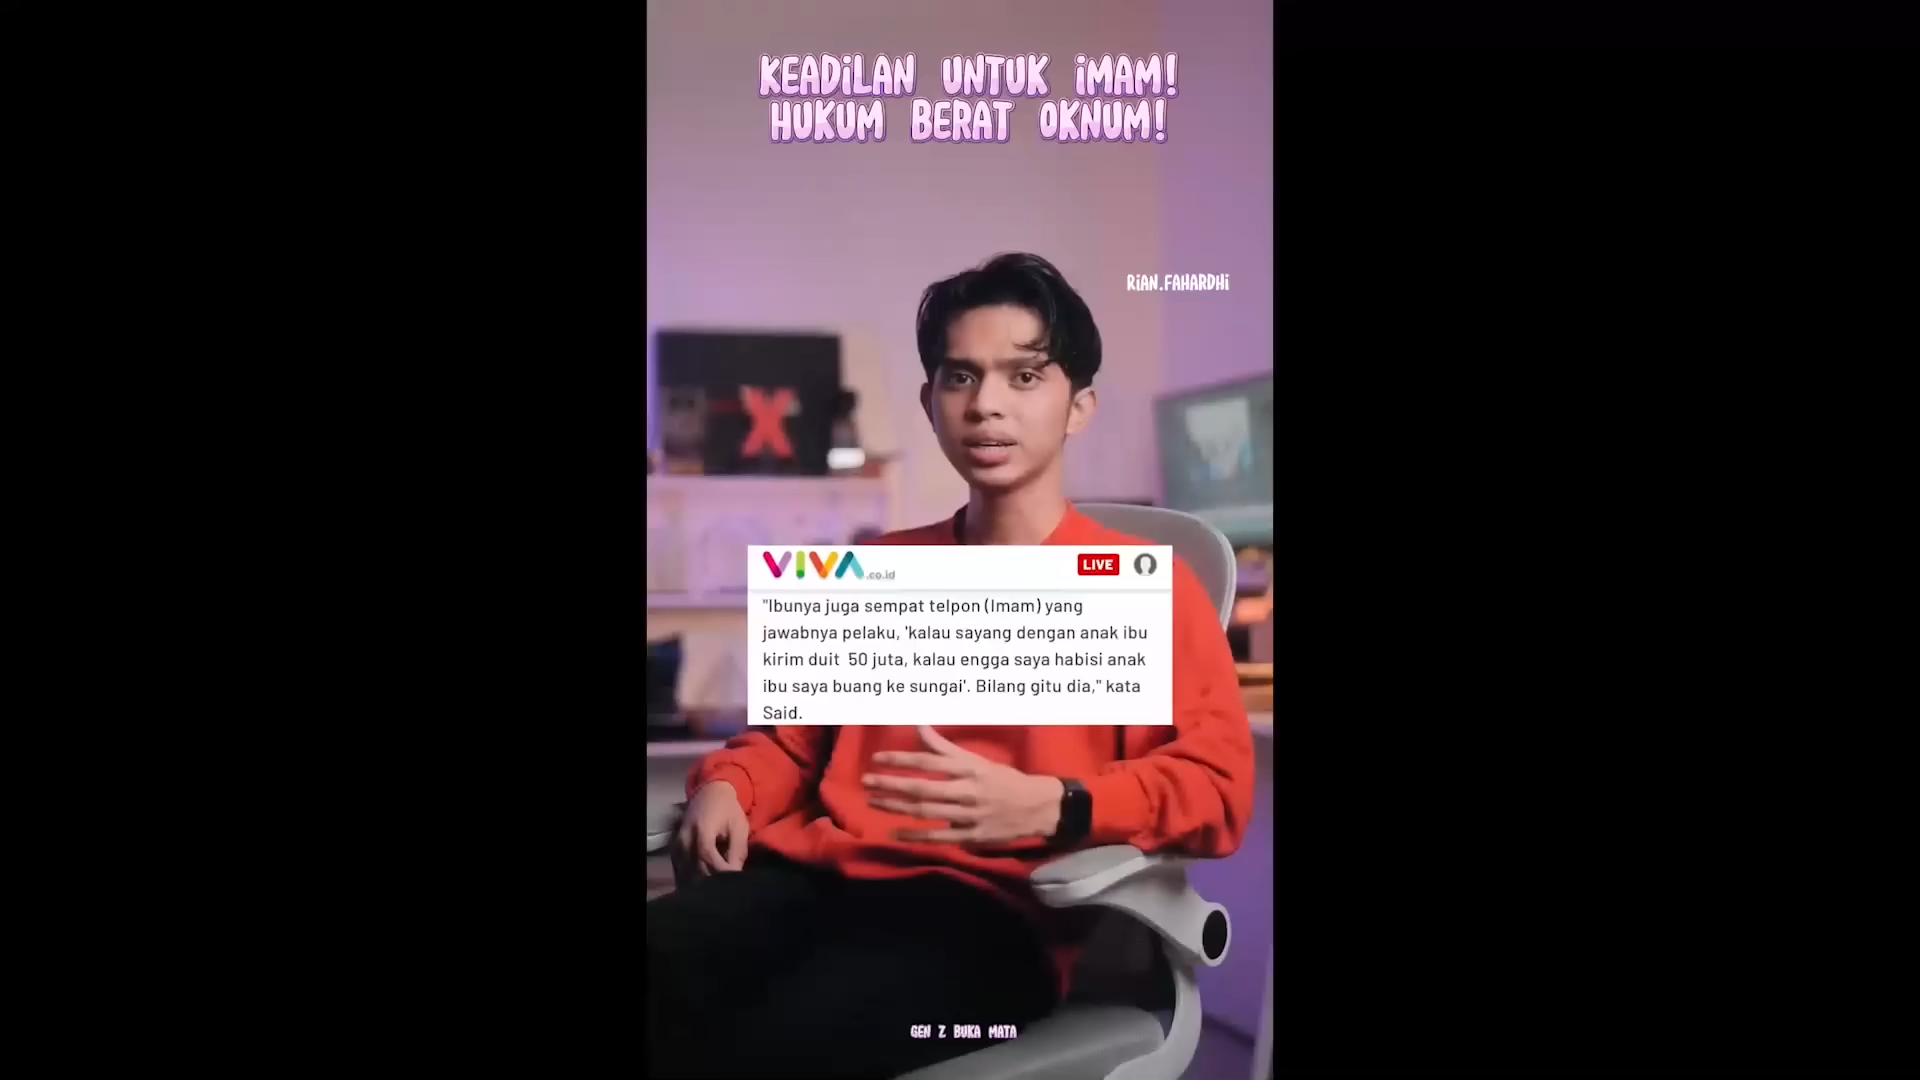 KEADiLAN UNTUK iMAM!
HUKUM BERAT OKNUM!
RiAN.FAHARDHi
X
VIVA.co.id
LIVE
"Ibunya juga sempat telpon (Imam) yang
jawabnya pelaku, 'kalau sayang dengan anak ibu
kirim duit 50 juta, kalau engga saya habisi anak
ibu saya buang ke sungai'. Bilang gitu dia," kata
Said.
GEN Z BUKA MATA